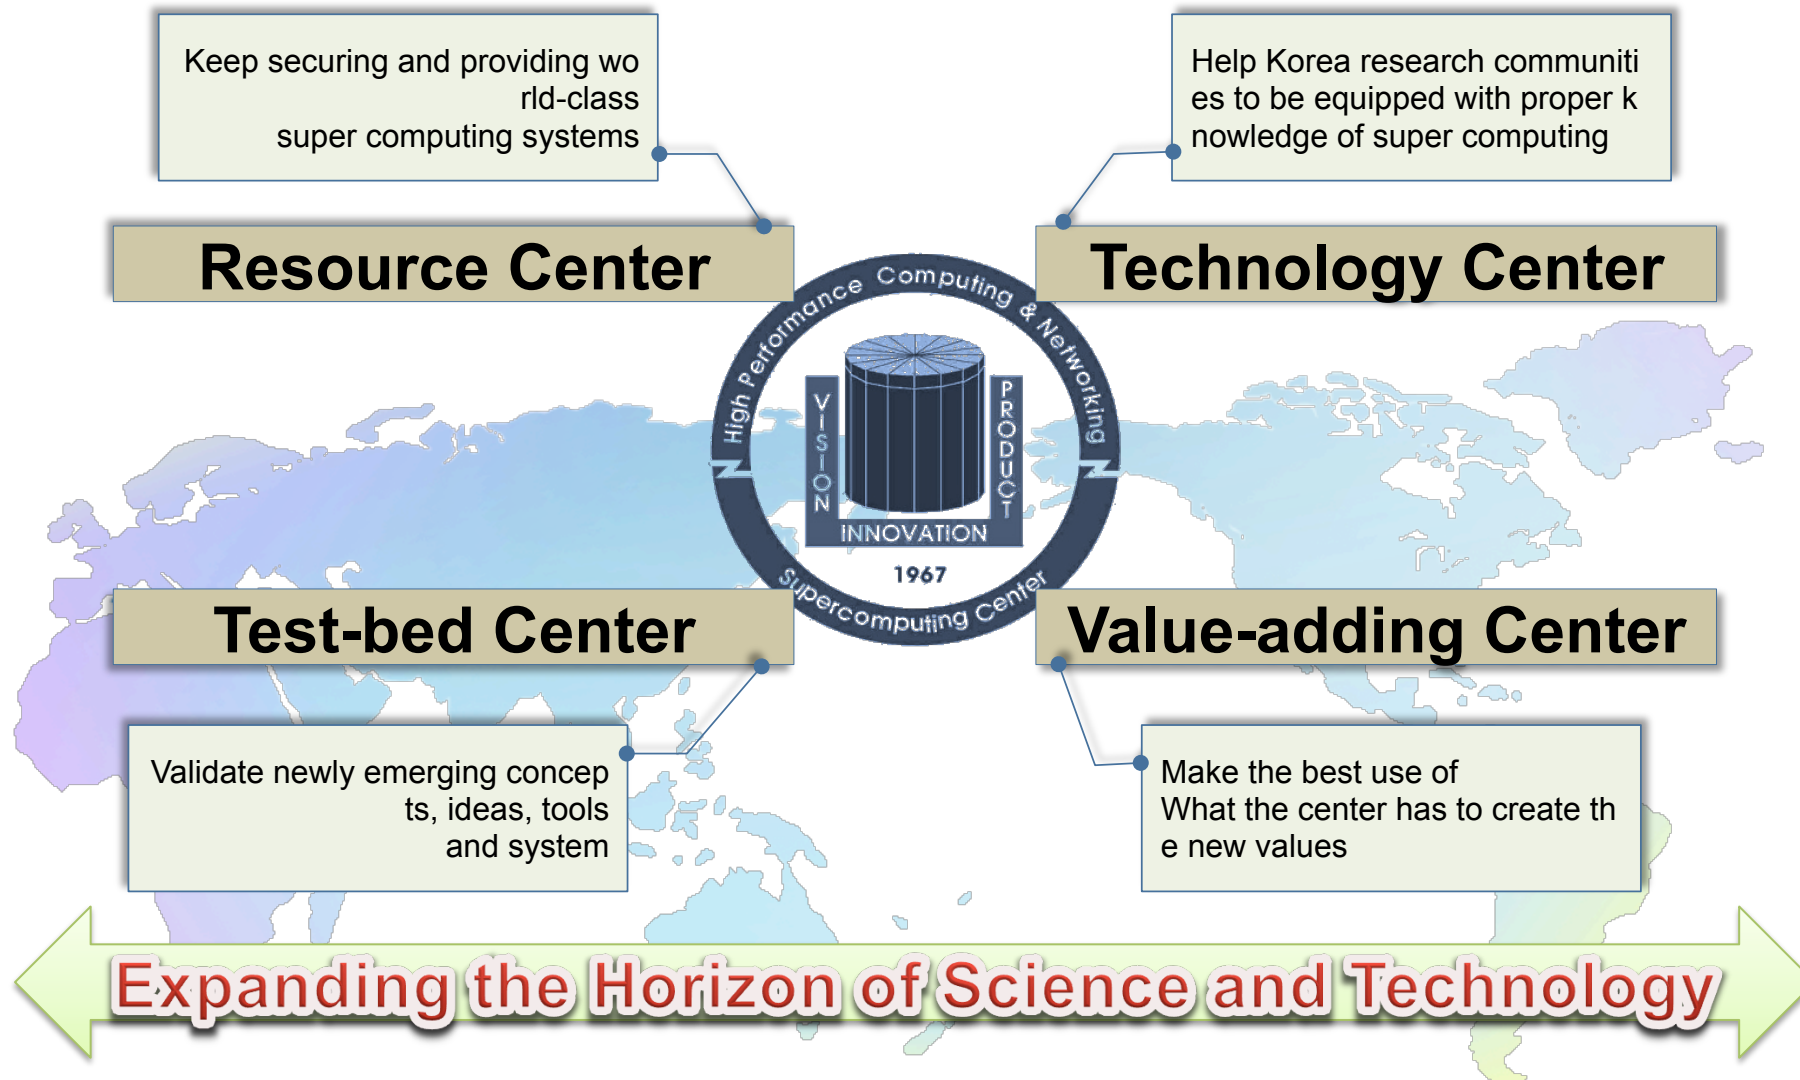 Keep securing and providing wo
rld-class
super computing systems
Help Korea research communiti
es to be equipped with proper k
nowledge of super computing
Resource Center
Technology Center
High Performance Computing & Networking
VISION
PRODUCT
INNOVATION
1967
Supercomputing Center
Test-bed Center
Value-adding Center
Validate newly emerging concep
ts, ideas, tools
and system
Make the best use of
What the center has to create th
e new values
Expanding the Horizon of Science and Technology